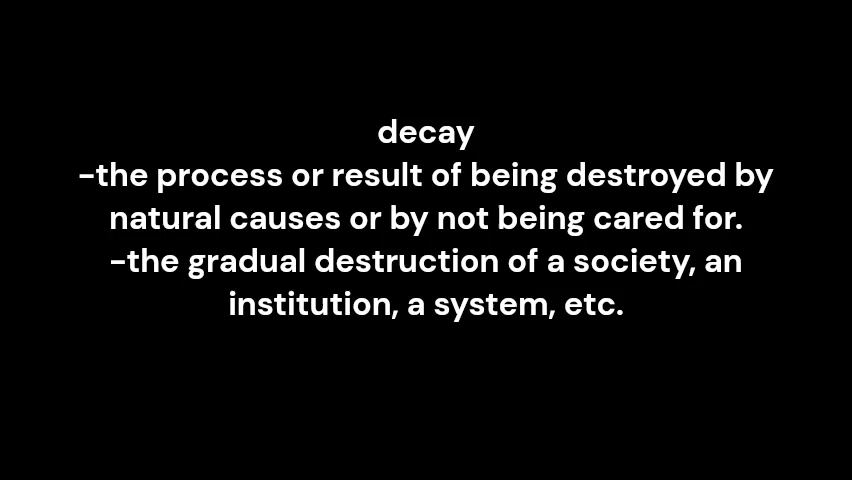 decay
-the process or result of being destroyed by
natural causes or by not being cared for.
-the gradual destruction of a society, an
institution, a system, etc.